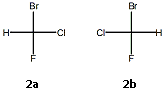 Br Br
H Cl Cl H
F F
2a 2b